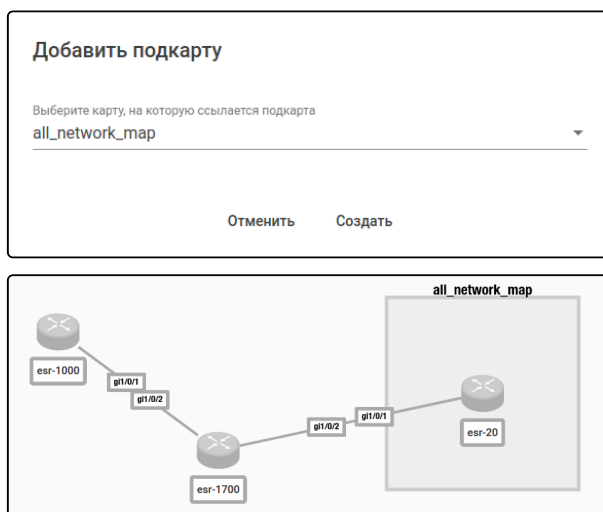 Добавить подкарту
Выберите карту, на которую ссылается подкарта
all_network_map
Отменить Создать
all_network_map
esr-1000
gi1/0/1
gi1/0/2
gi1/0/2
gi1/0/1
esr-20
esr-1700